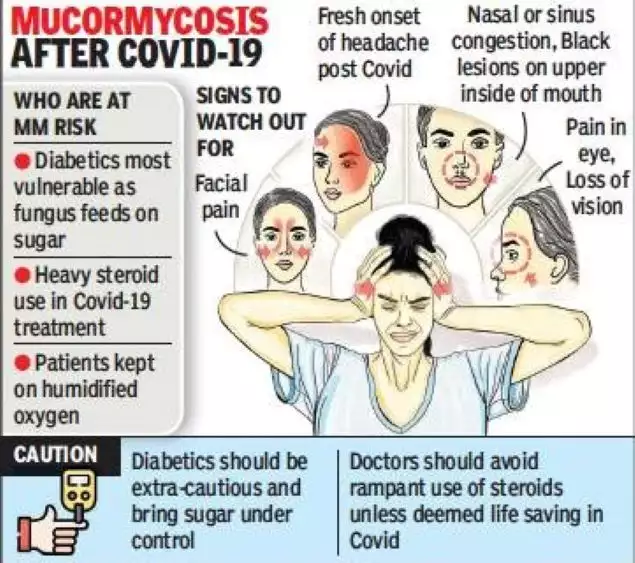 MUCORMYCOSIS
AFTER COVID-19
WHO ARE AT
MM RISK
● Diabetics most
vulnerable as
fungus feeds on
sugar
● Heavy steroid
use in Covid-19
treatment
● Patients kept
on humidified
oxygen
SIGNS TO
WATCH OUT
FOR
Facial
pain
Fresh onset
of headache
post Covid
Nasal or sinus
congestion, Black
lesions on upper
inside of mouth
Pain in
eye,
Loss of
vision
CAUTION
Diabetics should be
extra-cautious and
bring sugar under
control
Doctors should avoid
rampant use of steroids
unless deemed life saving in
Covid